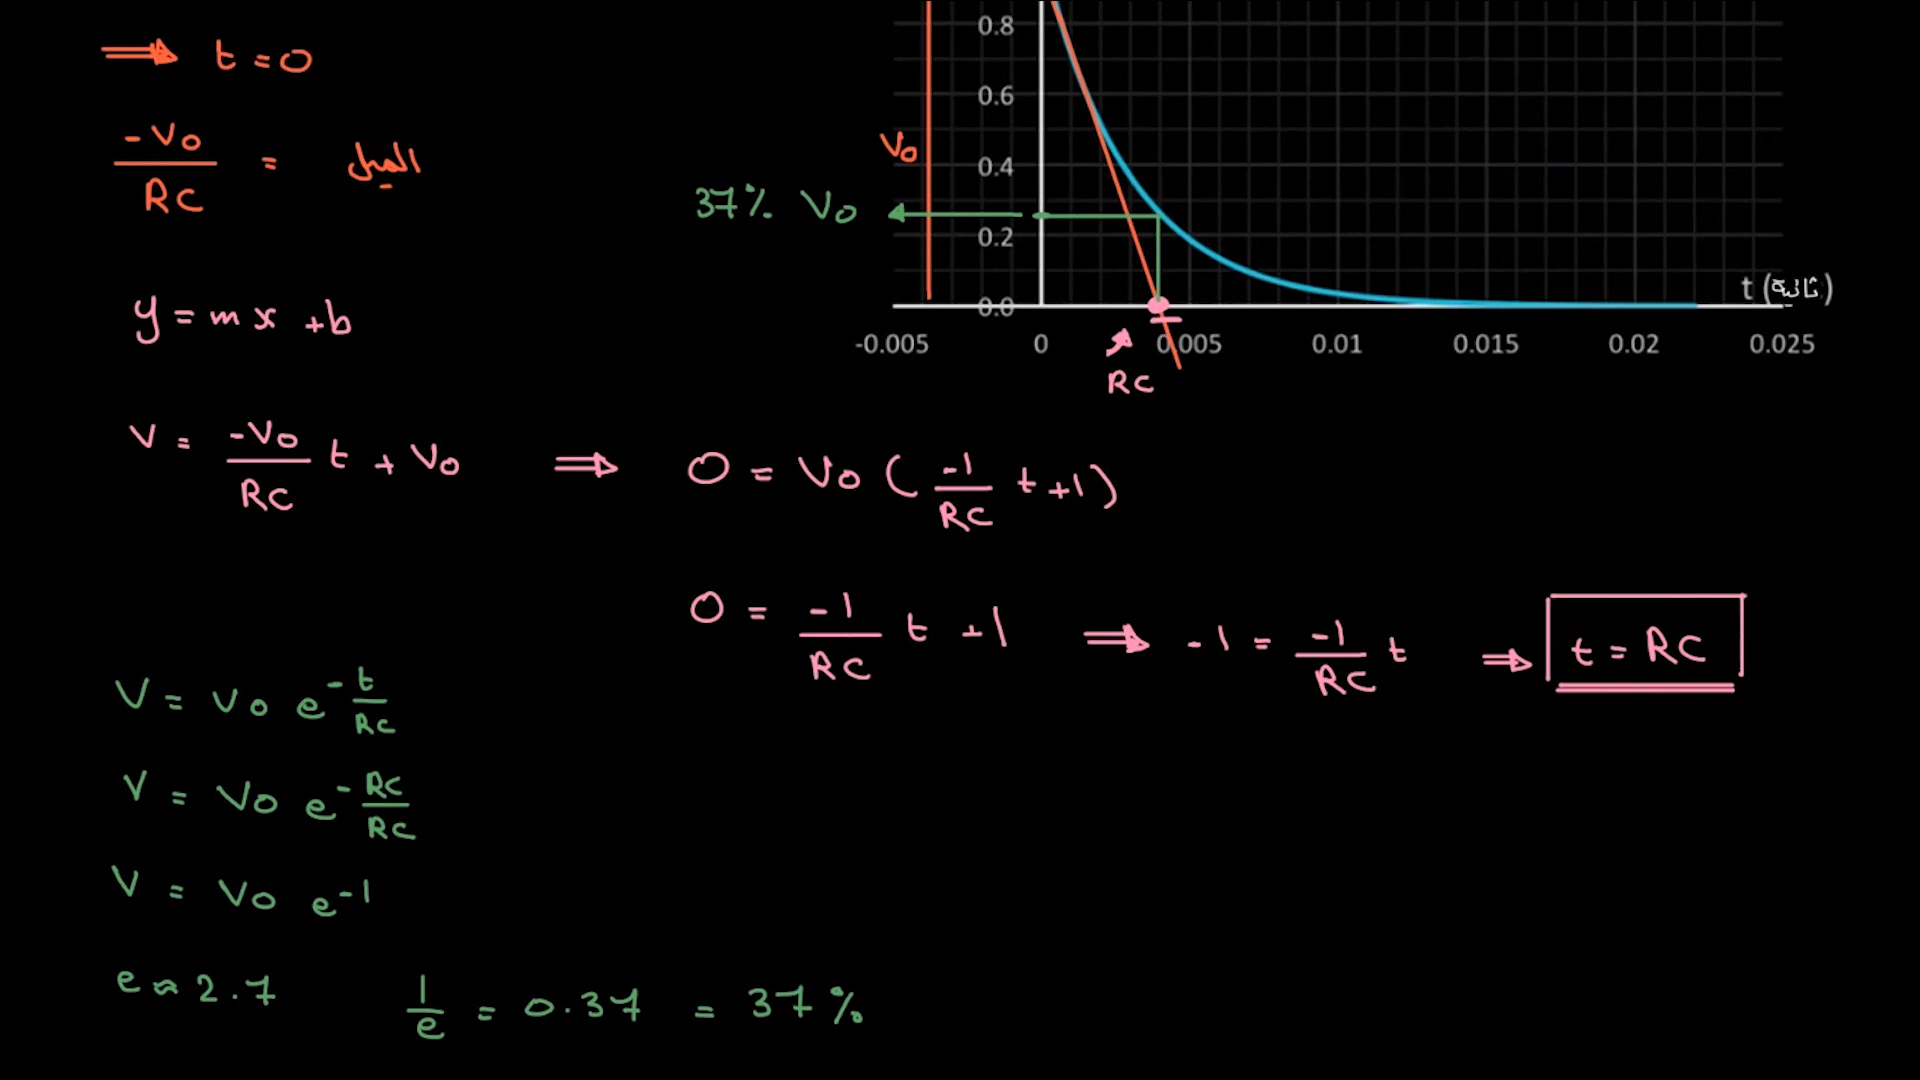 ⇒ t = 0
-V₀/RC = الميل
y = mx + b
V = -V₀/RC t + V₀ ⇒ 0 = V₀ (-1/RC t + 1)
0 = -1/RC t + 1 ⇒ -1 = -1/RC t ⇒ t = RC
V = V₀ e^-t/RC
V = V₀ e^-RC/RC
V = V₀ e^-1
e ≈ 2.7 1/e = 0.37 = 37%
0.8
0.6
V₀
0.4
37% V₀
0.2
0.0
t (ثانية)
-0.005 0 0.005 0.01 0.015 0.02 0.025
RC